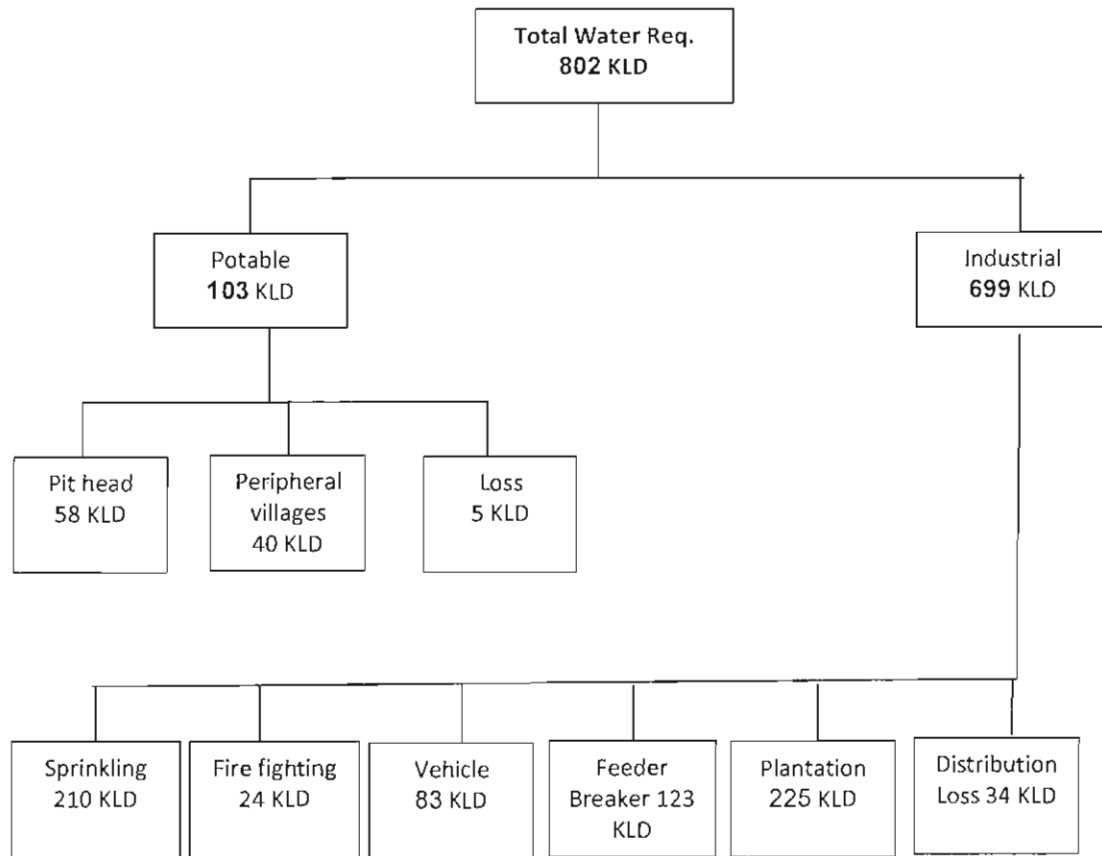 Total Water Req.
802 KLD
Potable
103 KLD
Industrial
699 KLD
Pit head
58 KLD
Peripheral
villages
40 KLD
Loss
5 KLD
Sprinkling
210 KLD
Fire fighting
24 KLD
Vehicle
83 KLD
Feeder
Breaker 123
KLD
Plantation
225 KLD
Distribution
Loss 34 KLD